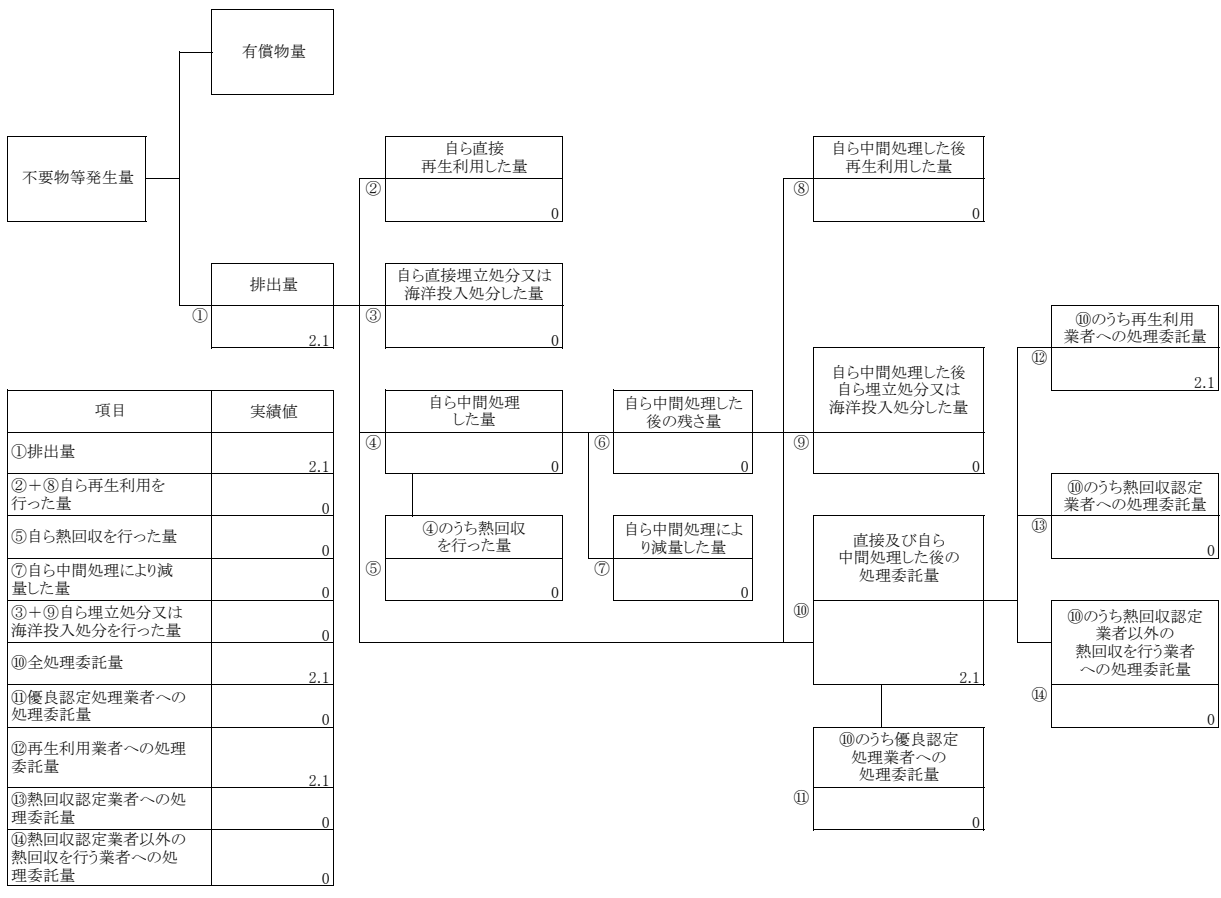 有償物量
不要物等発生量
排出量
①
2.1
自ら直接
再生利用した量
②
0
自ら直接埋立処分又は
海洋投入処分した量
③
0
自ら中間処理
した量
④
0
④のうち熱回収
を行った量
⑤
0
自ら中間処理した
後の残さ量
⑥
0
自ら中間処理によ
り減量した量
⑦
0
自ら中間処理した後
再生利用した量
⑧
0
自ら中間処理した後
自ら埋立処分又は
海洋投入処分した量
⑨
0
直接及び自ら
中間処理した後の
処理委託量
⑩
2.1
⑩のうち優良認定
処理業者への
処理委託量
⑪
0
⑩のうち再生利用
業者への処理委託量
⑫
2.1
⑩のうち熱回収認定
業者への処理委託量
⑬
0
⑩のうち熱回収認定
業者以外の
熱回収を行う業者
への処理委託量
⑭
0
項目 実績値
①排出量
2.1
②+⑧自ら再生利用を
行った量
0
⑤自ら熱回収を行った量
0
⑦自ら中間処理により減
量した量
0
③+⑨自ら埋立処分又は
海洋投入処分を行った量
0
⑩全処理委託量
2.1
⑪優良認定処理業者への
処理委託量
0
⑫再生利用業者への処理
委託量
2.1
⑬熱回収認定業者への処
理委託量
0
⑭熱回収認定業者以外の
熱回収を行う業者への処
理委託量
0